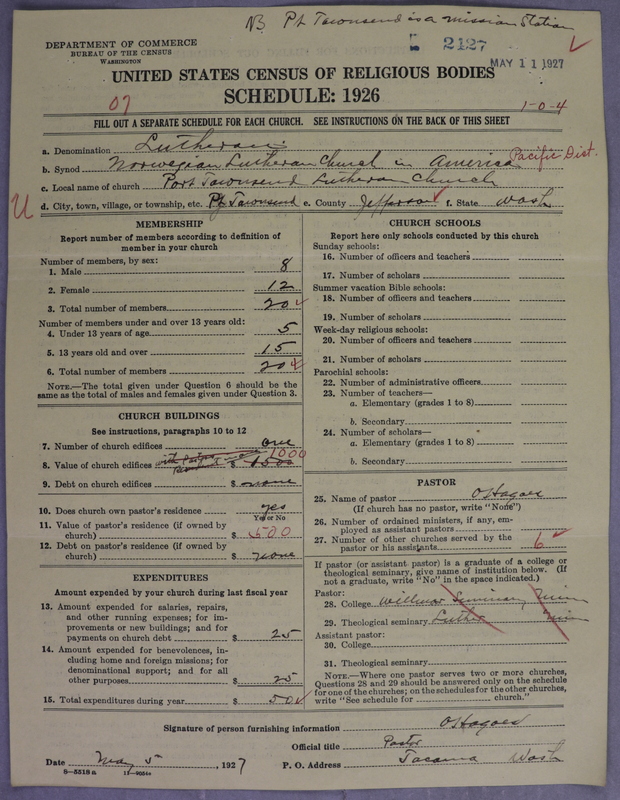 NB Pt Townsend is a mission station
2127
MAY 11 1927
DEPARTMENT OF COMMERCE
BUREAU OF THE CENSUS
WASHINGTON
UNITED STATES CENSUS OF RELIGIOUS BODIES
SCHEDULE: 1926
07
1-0-4
FILL OUT A SEPARATE SCHEDULE FOR EACH CHURCH. SEE INSTRUCTIONS ON THE BACK OF THIS SHEET
a. Denomination Lutheran
b. Synod Norwegian Lutheran Church in America Pacific Dist.
c. Local name of church Port Townsend Lutheran Church
U d. City, town, village, or township, etc. Pt Townsend e. County Jefferson f. State Wash
MEMBERSHIP
Report number of members according to definition of
member in your church
Number of members, by sex:
1. Male 8
2. Female 12
3. Total number of members 20
Number of members under and over 13 years old:
4. Under 13 years of age 5
5. 13 years old and over 15
6. Total number of members 20
NOTE.—The total given under Question 6 should be
the same as the total of males and females given under Question 3.
CHURCH BUILDINGS
See instructions, paragraphs 10 to 12
7. Number of church edifices one
1000
8. Value of church edifices $ 1500
9. Debt on church edifices $ none
10. Does church own pastor's residence? yes
Yes or No
11. Value of pastor's residence (if owned by
church) $ 500
12. Debt on pastor's residence (if owned by
church) $ none
EXPENDITURES
Amount expended by your church during last fiscal year
13. Amount expended for salaries, repairs,
and other running expenses; for im-
provements or new buildings; and for
payments on church debt $ 25
14. Amount expended for benevolences, in-
cluding home and foreign missions; for
denominational support; and for all
other purposes $ 25
15. Total expenditures during year $ 50
CHURCH SCHOOLS
Report here only schools conducted by this church
Sunday schools:
16. Number of officers and teachers
17. Number of scholars
Summer vacation Bible schools:
18. Number of officers and teachers
19. Number of scholars
Week-day religious schools:
20. Number of officers and teachers
21. Number of scholars
Parochial schools:
22. Number of administrative officers
23. Number of teachers—
a. Elementary (grades 1 to 8)
b. Secondary
24. Number of scholars—
a. Elementary (grades 1 to 8)
b. Secondary
PASTOR
25. Name of pastor O Hagoes
(If church has no pastor, write "None")
26. Number of ordained ministers, if any, em-
ployed as assistant pastors
27. Number of other churches served by the
pastor or his assistants 6
If pastor (or assistant pastor) is a graduate of a college or
theological seminary, give name of institution below. (If
not a graduate, write "No" in the space indicated.)
Pastor:
28. College Willmar Seminary, Minn
29. Theological seminary Luther Min
Assistant pastor:
30. College
31. Theological seminary
NOTE.—Where one pastor serves two or more churches,
Questions 28 and 29 should be answered only on the schedule
for one of the churches; on the schedules for the other churches,
write "See schedule for church."
Signature of person furnishing information O Hagoes
Official title Pastor
Date May 5, 1927 P. O. Address Tacoma Wash
8-5518 a 11-9034